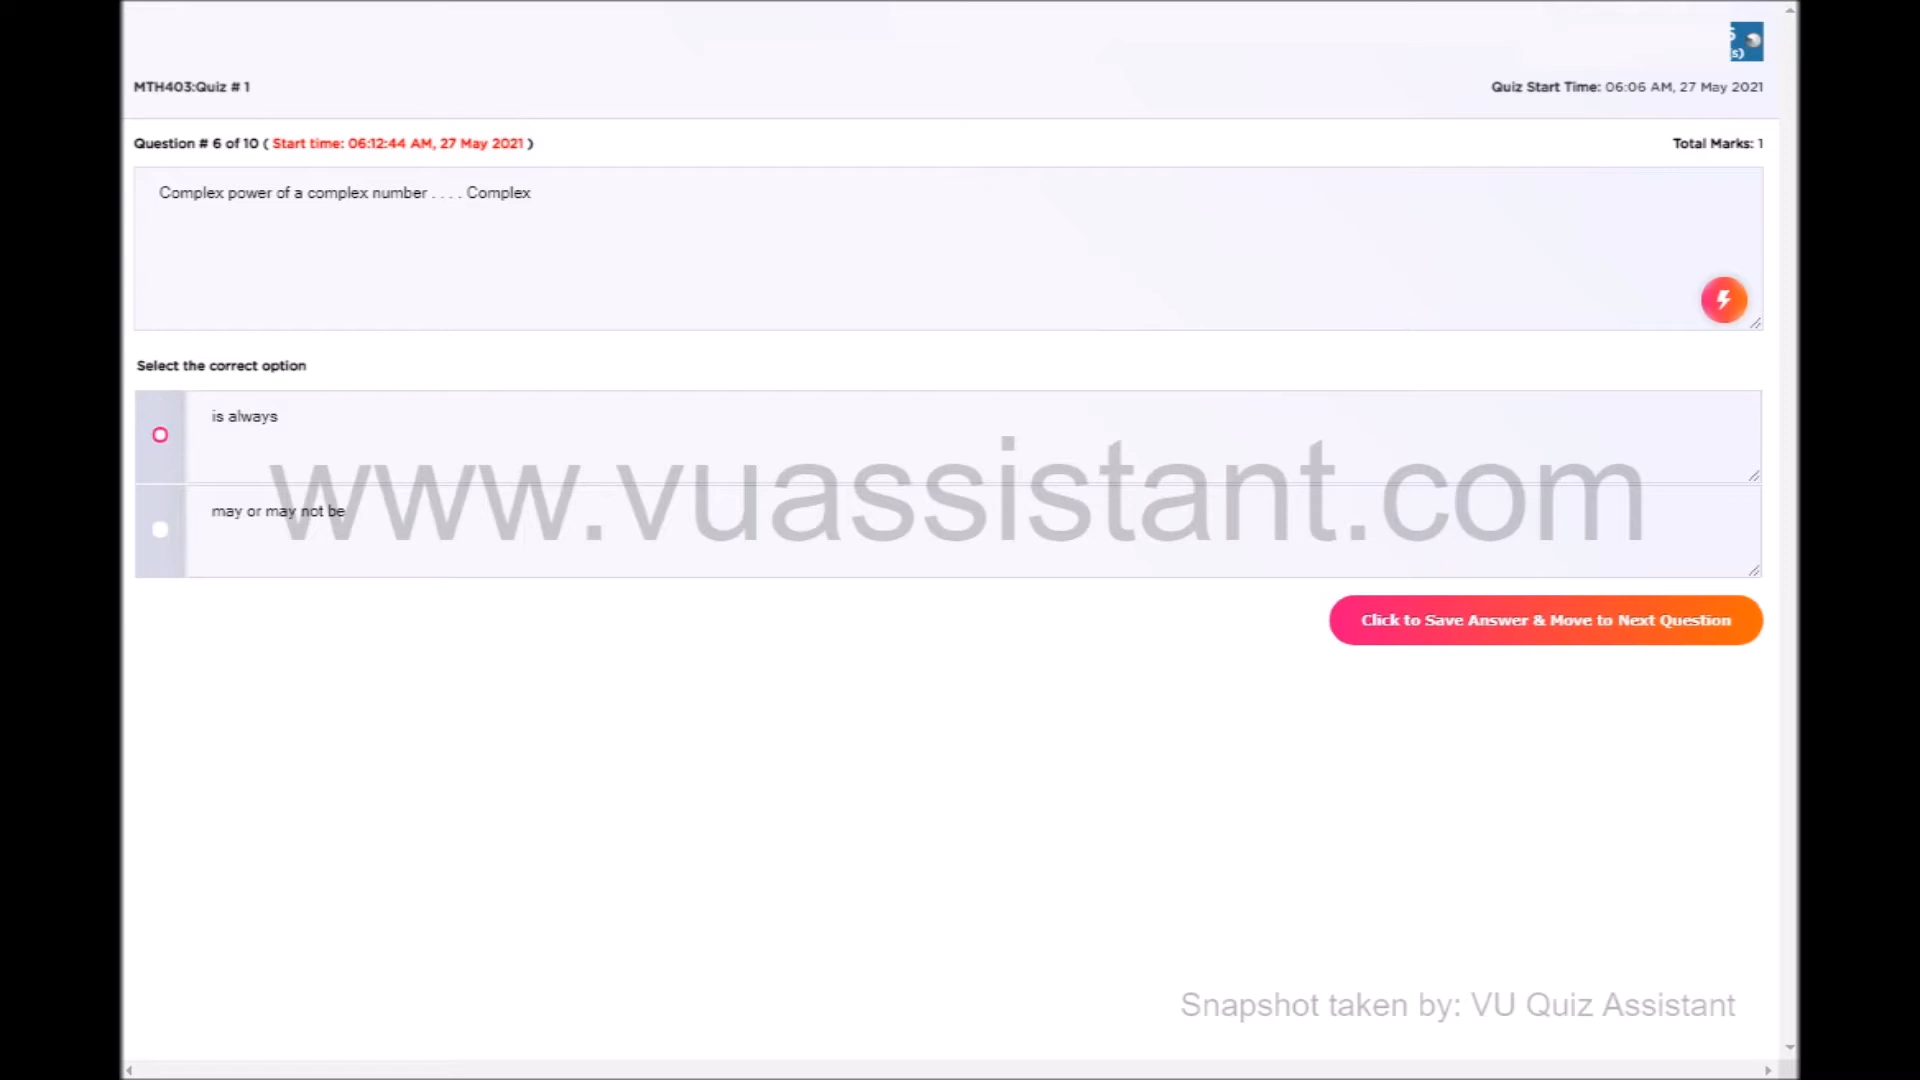 s
s)
MTH403:Quiz # 1
Quiz Start Time: 06:06 AM, 27 May 2021
Question # 6 of 10 ( Start time: 06:12:44 AM, 27 May 2021 )
Total Marks: 1
Complex power of a complex number . . . . Complex
Select the correct option
is always
www.vuassistant.com
may or may not be
Click to Save Answer & Move to Next Question
Snapshot taken by: VU Quiz Assistant